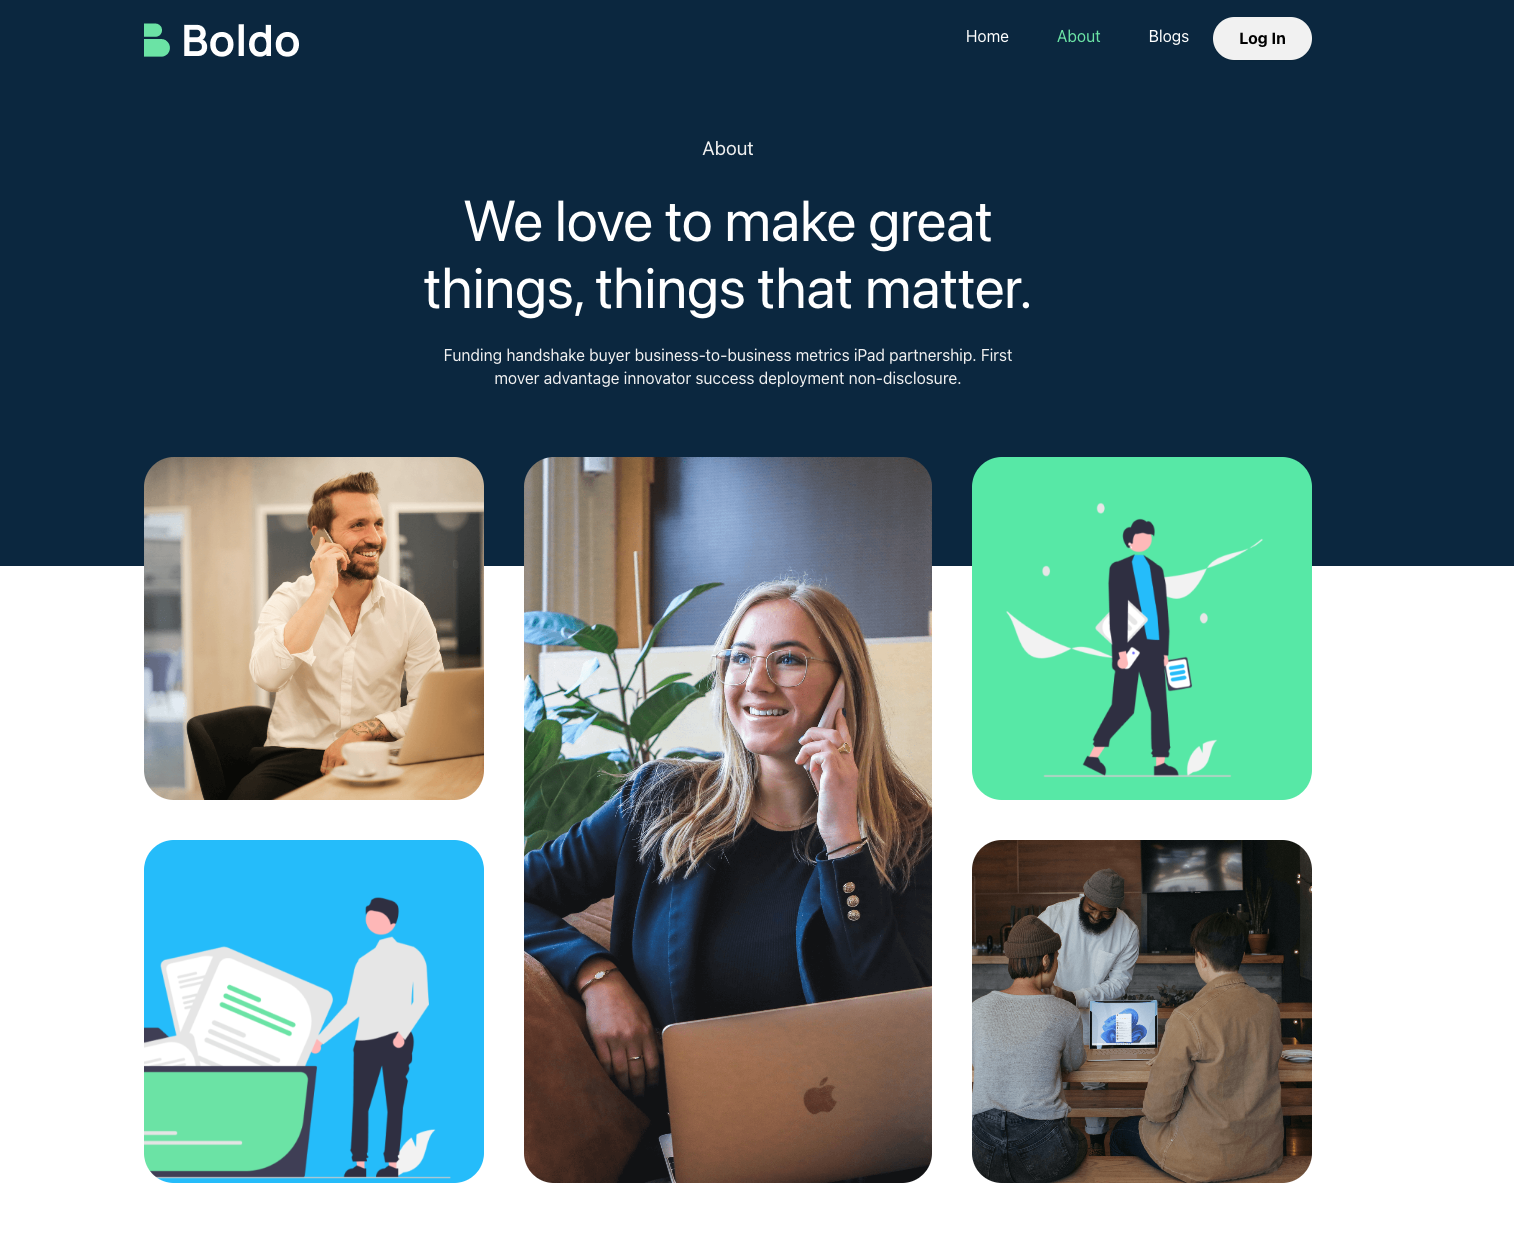 Boldo
Home
About
Blogs
Log In
About
We love to make great
things, things that matter.
Funding handshake buyer business-to-business metrics iPad partnership. First
mover advantage innovator success deployment non-disclosure.